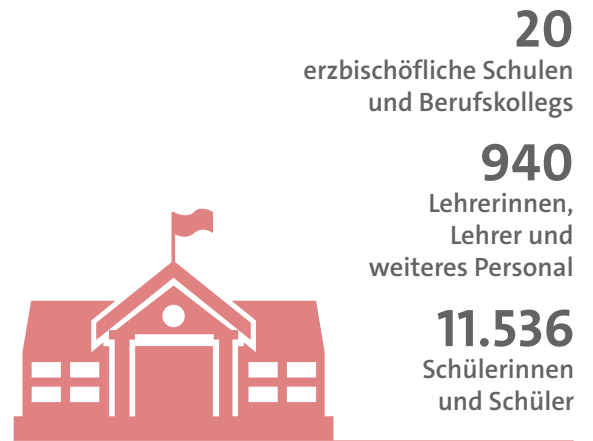 20
erzbischöfliche Schulen
und Berufskollegs
940
Lehrerinnen,
Lehrer und
weiteres Personal
11.536
Schülerinnen
und Schüler